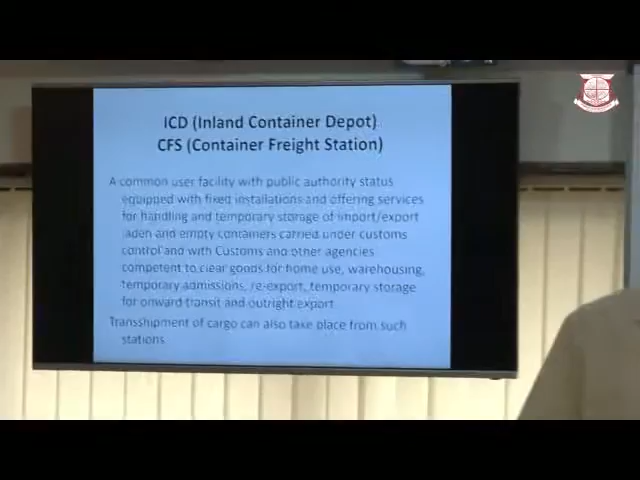 ICD (Inland Container Depot)
CFS (Container Freight Station)
A common user facility with public authority status
equipped with fixed installations and offering services
for handling and temporary storage of import/export
laden and empty containers carried under customs
control and with Customs and other agencies
competent to clear goods for home use, warehousing,
temporary admissions, re-export, temporary storage
for onward transit and outright export
Transshipment of cargo can also take place from such
stations